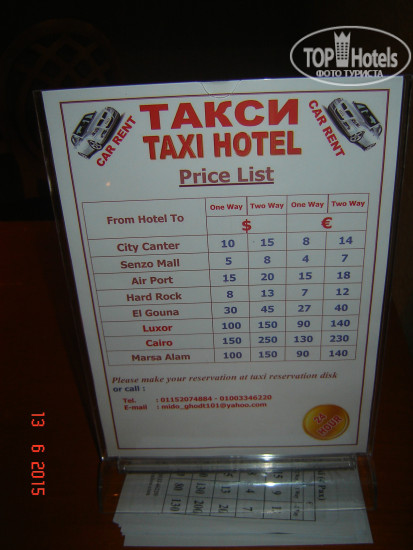 TOP Hotels
ФОТО ТУРИСТА
ТАКСИ
TAXI HOTEL
CAR RENT
CAR RENT
Price List
From Hotel To One Way Two Way One Way Two Way
$ €
City Canter 10 15 8 14
Senzo Mall 5 8 4 7
Air Port 15 20 15 18
Hard Rock 8 13 7 12
El Gouna 30 45 27 40
Luxor 100 150 90 140
Cairo 150 250 130 230
Marsa Alam 100 150 90 140
Please make your reservation at taxi reservation disk
or call :
Tel. : 01152074884 - 01003346220
E-mail : mido_ghodt101@yahoo.com
24
HOUR
13 6 2015